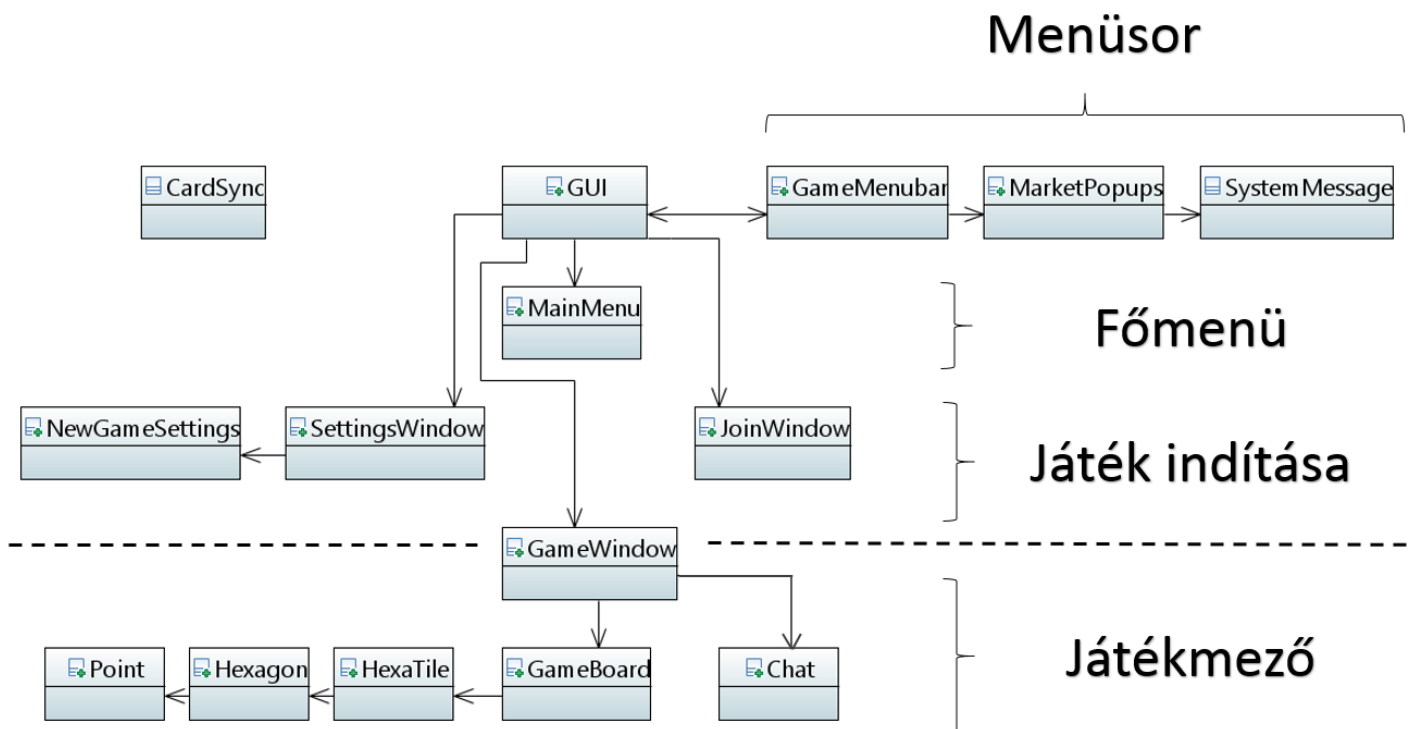 Menüsor
CardSync
GUI
GameMenubar
MarketPopups
SystemMessage
MainMenu
Főmenü
NewGameSettings
SettingsWindow
JoinWindow
Játék indítása
GameWindow
Point
Hexagon
HexaTile
GameBoard
Chat
Játékmező